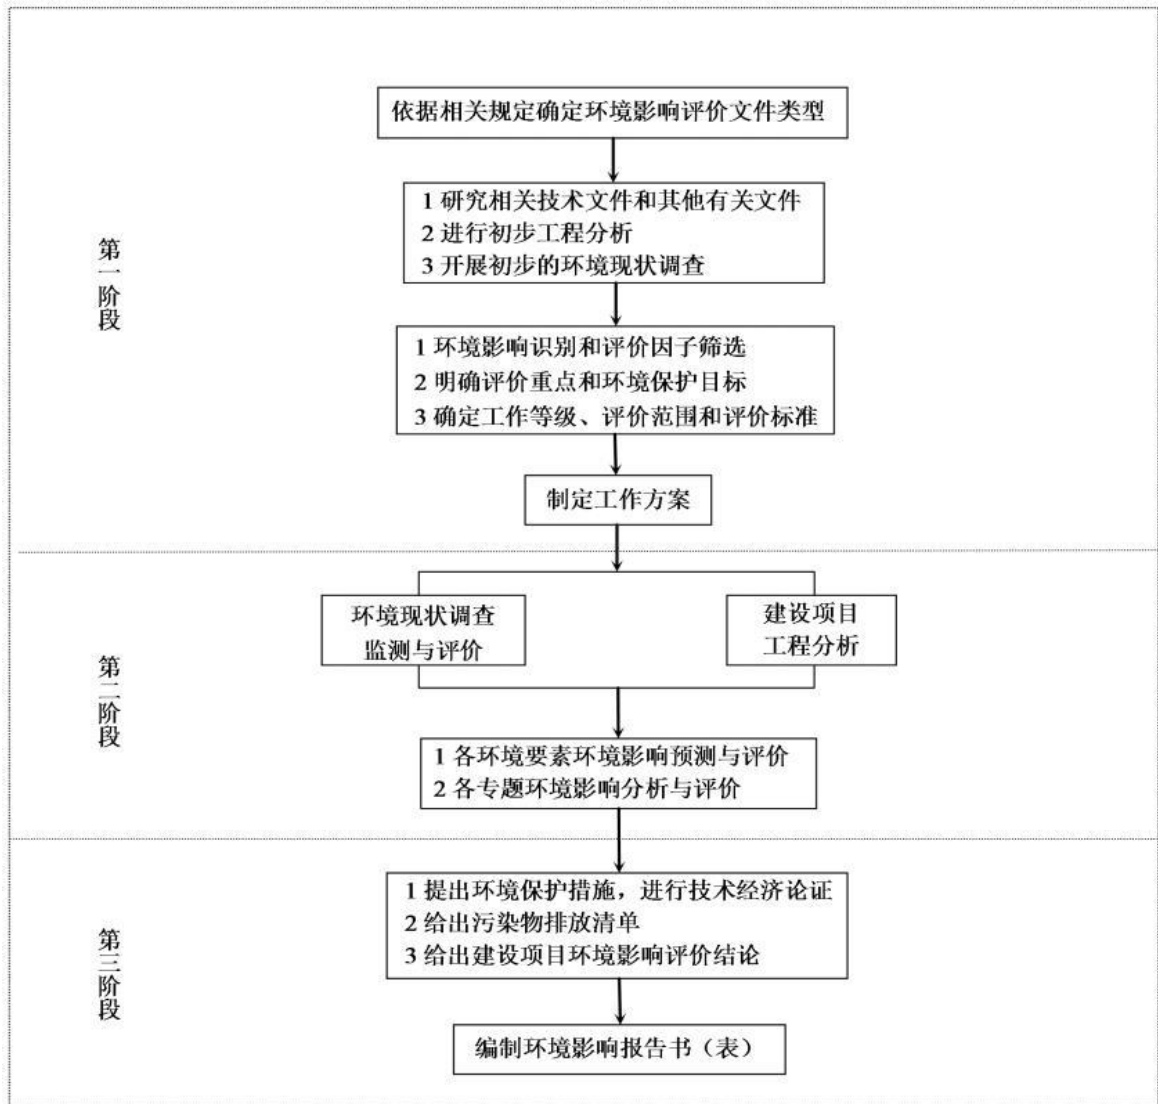 依据相关规定确定环境影响评价文件类型
1 研究相关技术文件和其他有关文件
2 进行初步工程分析
3 开展初步的环境现状调查
第一阶段
1 环境影响识别和评价因子筛选
2 明确评价重点和环境保护目标
3 确定工作等级、评价范围和评价标准
制定工作方案
环境现状调查
监测与评价
建设项目
工程分析
第二阶段
1 各环境要素环境影响预测与评价
2 各专题环境影响分析与评价
1 提出环境保护措施，进行技术经济论证
2 给出污染物排放清单
3 给出建设项目环境影响评价结论
第三阶段
编制环境影响报告书（表）